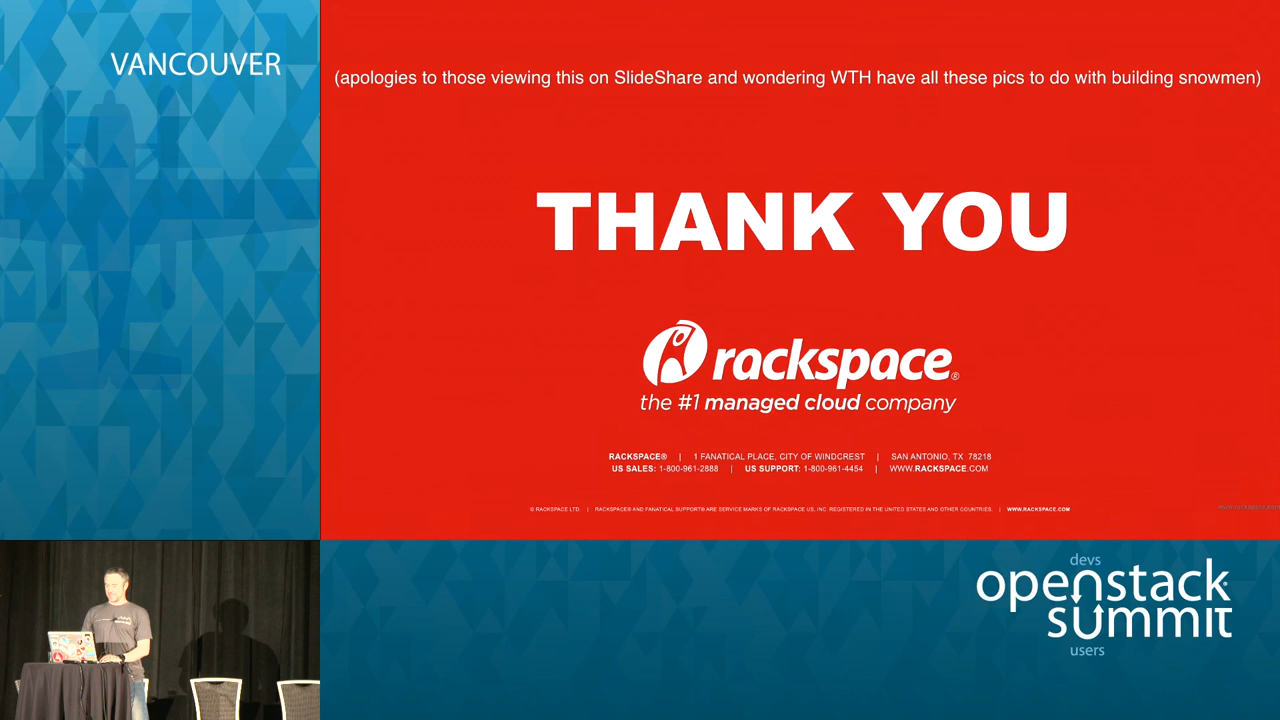 VANCOUVER
(apologies to those viewing this on SlideShare and wondering WTH have all these pics to do with building snowmen)
THANK YOU
rackspace®
the #1 managed cloud company
RACKSPACE® | 1 FANATICAL PLACE, CITY OF WINDCREST | SAN ANTONIO, TX 78218
US SALES: 1-800-961-2888 | US SUPPORT: 1-800-961-4454 | WWW.RACKSPACE.COM
© RACKSPACE LTD. | RACKSPACE® AND FANATICAL SUPPORT® ARE SERVICE MARKS OF RACKSPACE US, INC. REGISTERED IN THE UNITED STATES AND OTHER COUNTRIES. | WWW.RACKSPACE.COM
www.rackspace.com
devs
openstack®
summit
users